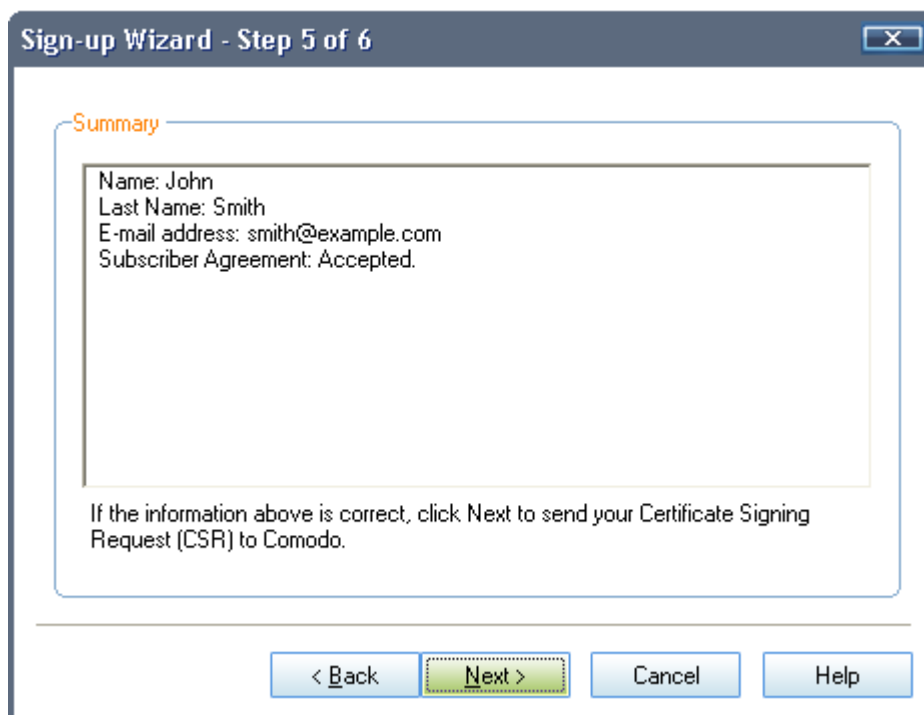 Sign-up Wizard - Step 5 of 6
Summary
Name: John
Last Name: Smith
E-mail address: smith@example.com
Subscriber Agreement: Accepted.
If the information above is correct, click Next to send your Certificate Signing
Request (CSR) to Comodo.
< Back Next > Cancel Help